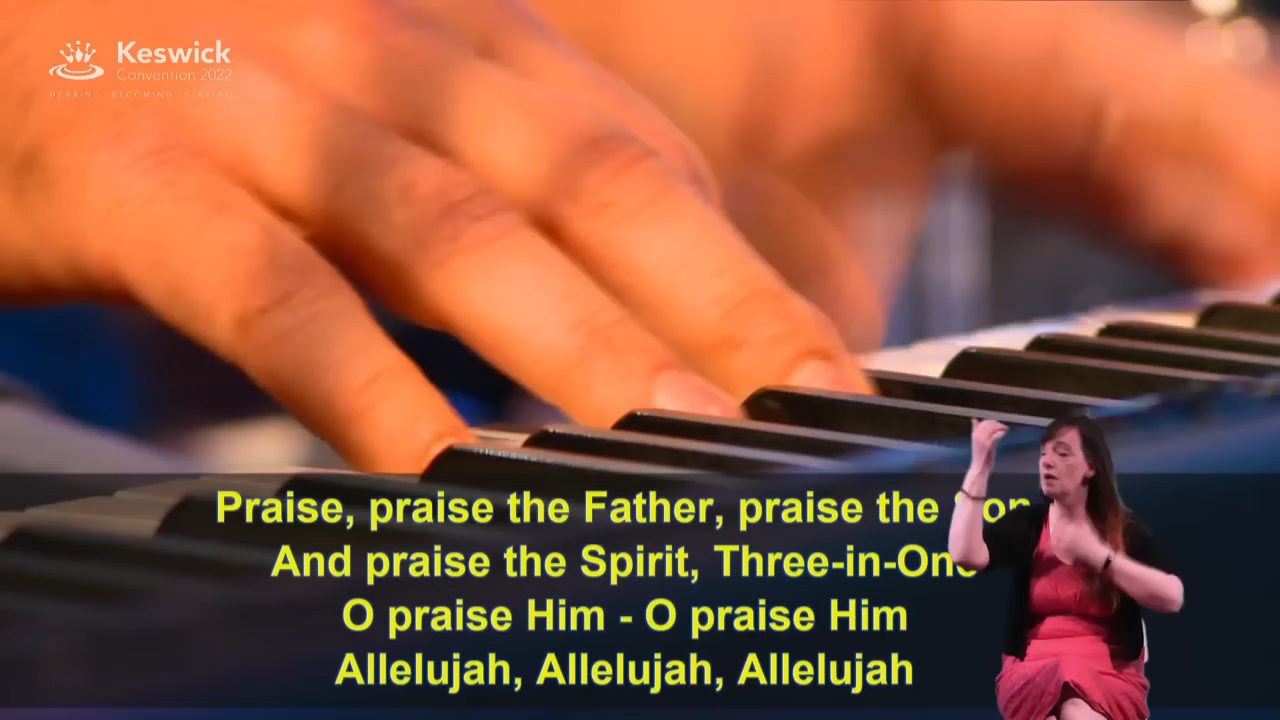 Keswick
Convention 2022
HEARING · BECOMING · SERVING
Praise, praise the Father, praise the Son
And praise the Spirit, Three-in-One
O praise Him - O praise Him
Allelujah, Allelujah, Allelujah